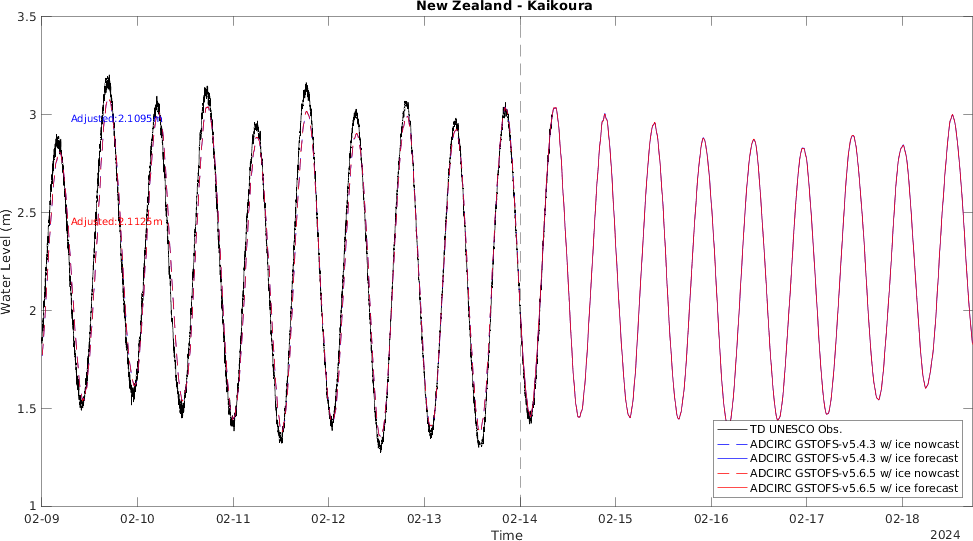 New Zealand - Kaikoura
3.5
3
2.5
2
1.5
1
Water Level (m)
Adjusted:2.1095m
Adjusted:2.1125m
TD UNESCO Obs.
ADCIRC GSTOFS-v5.4.3 w/ ice nowcast
ADCIRC GSTOFS-v5.4.3 w/ ice forecast
ADCIRC GSTOFS-v5.6.5 w/ ice nowcast
ADCIRC GSTOFS-v5.6.5 w/ ice forecast
02-09 02-10 02-11 02-12 02-13 02-14 02-15 02-16 02-17 02-18
Time
2024